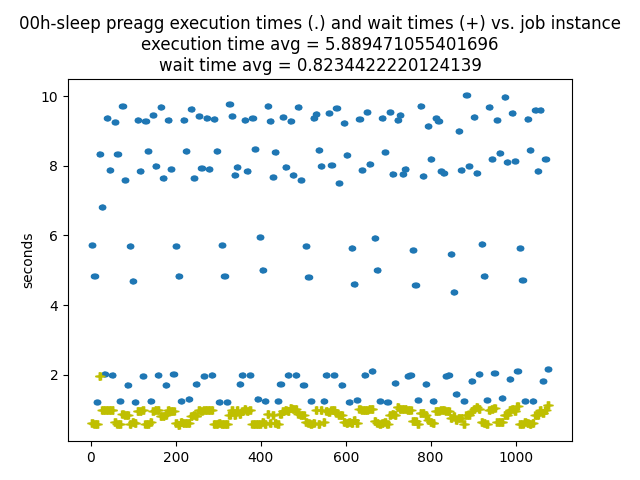 00h-sleep preagg execution times (.) and wait times (+) vs. job instance
execution time avg = 5.889471055401696
wait time avg = 0.8234422220124139
10
8
seconds
6
4
2
0
200
400
600
800
1000